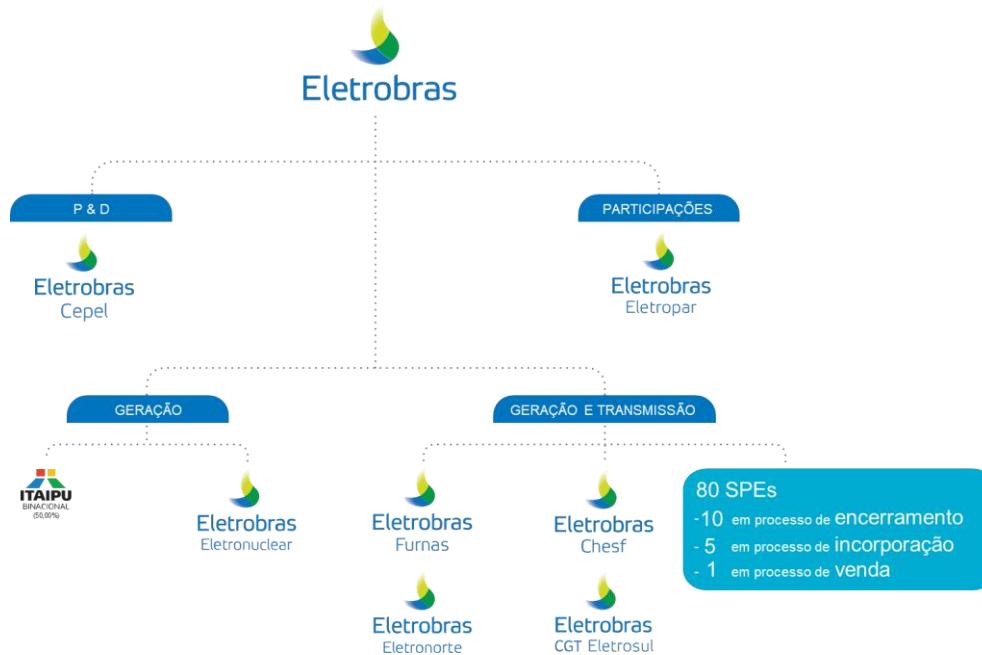 Eletrobras
P & D
PARTICIPAÇÕES
Eletrobras
Cepel
Eletrobras
Eletropar
GERAÇÃO
GERAÇÃO E TRANSMISSÃO
ITAIPU
BINACIONAL
(50,00%)
Eletrobras
Eletronuclear
Eletrobras
Furnas
Eletrobras
Chesf
80 SPEs
-10 em processo de encerramento
- 5 em processo de incorporação
- 1 em processo de venda
Eletrobras
Eletronorte
Eletrobras
CGT Eletrosul